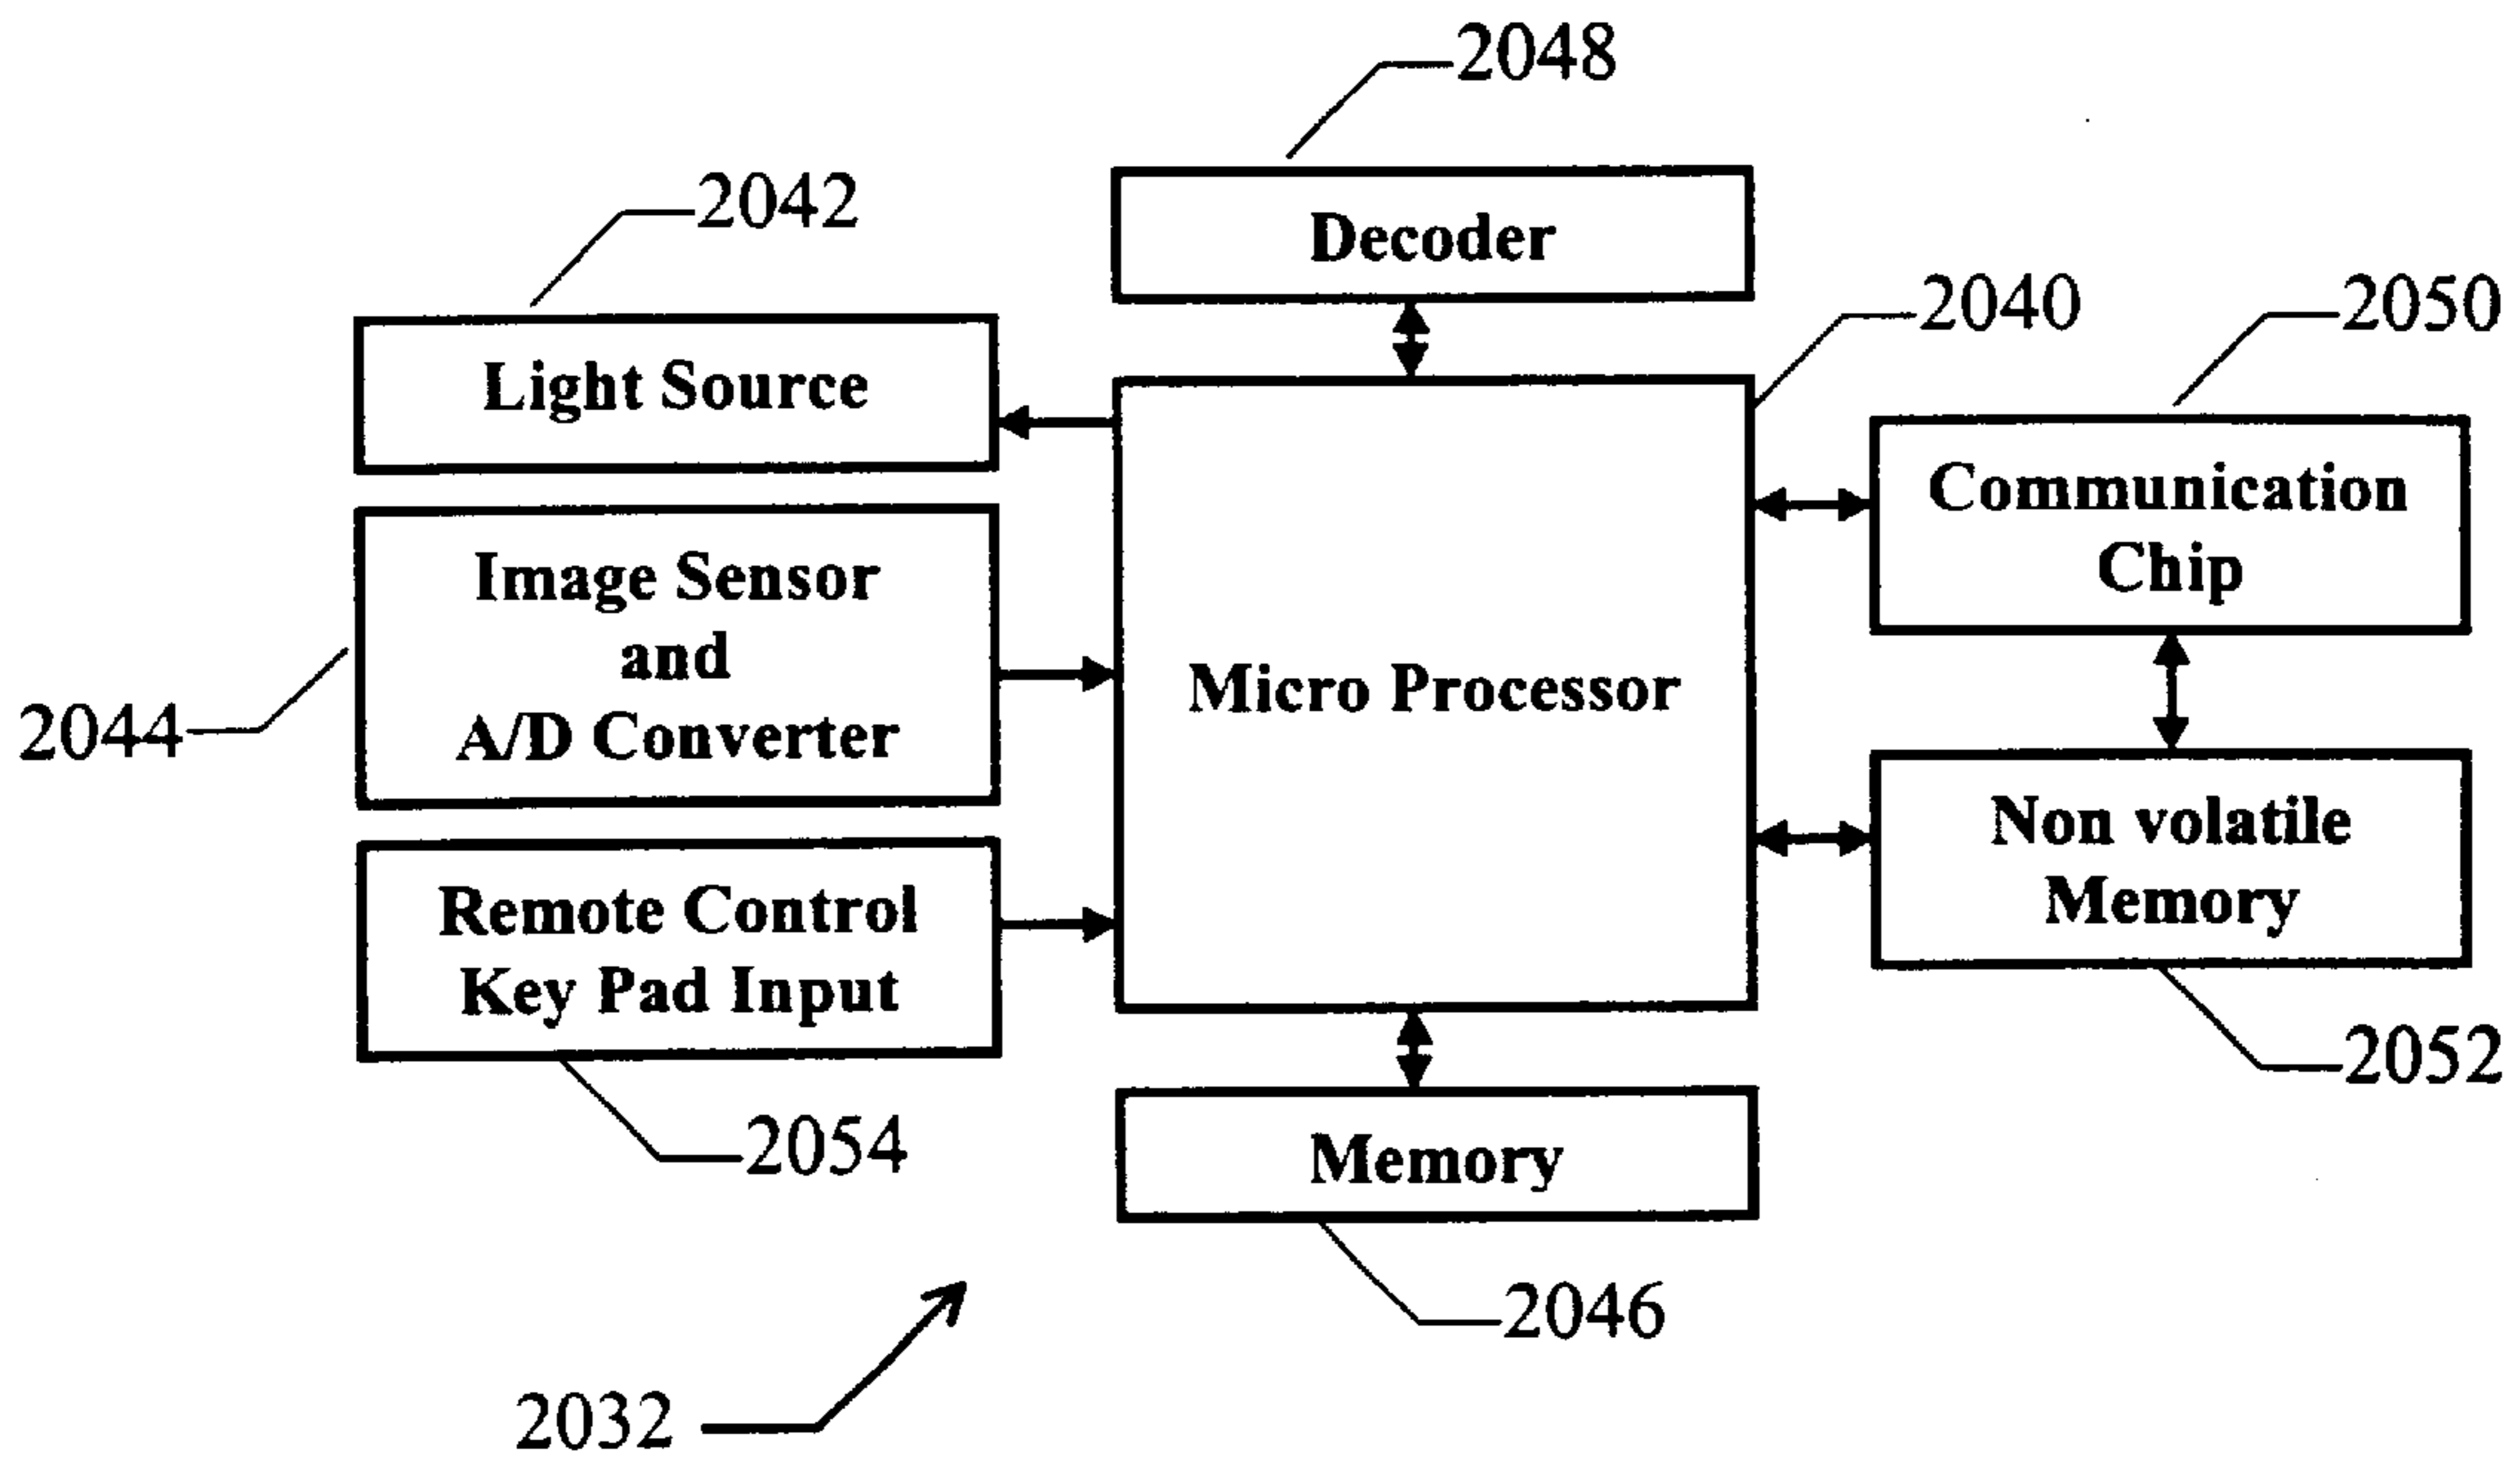 2048
2042
Decoder
2040
2050
Light Source
Communication
Chip
Image Sensor
and
A/D Converter
2044
Micro Processor
Non volatile
Memory
Remote Control
Key Pad Input
2052
2054
Memory
2046
2032